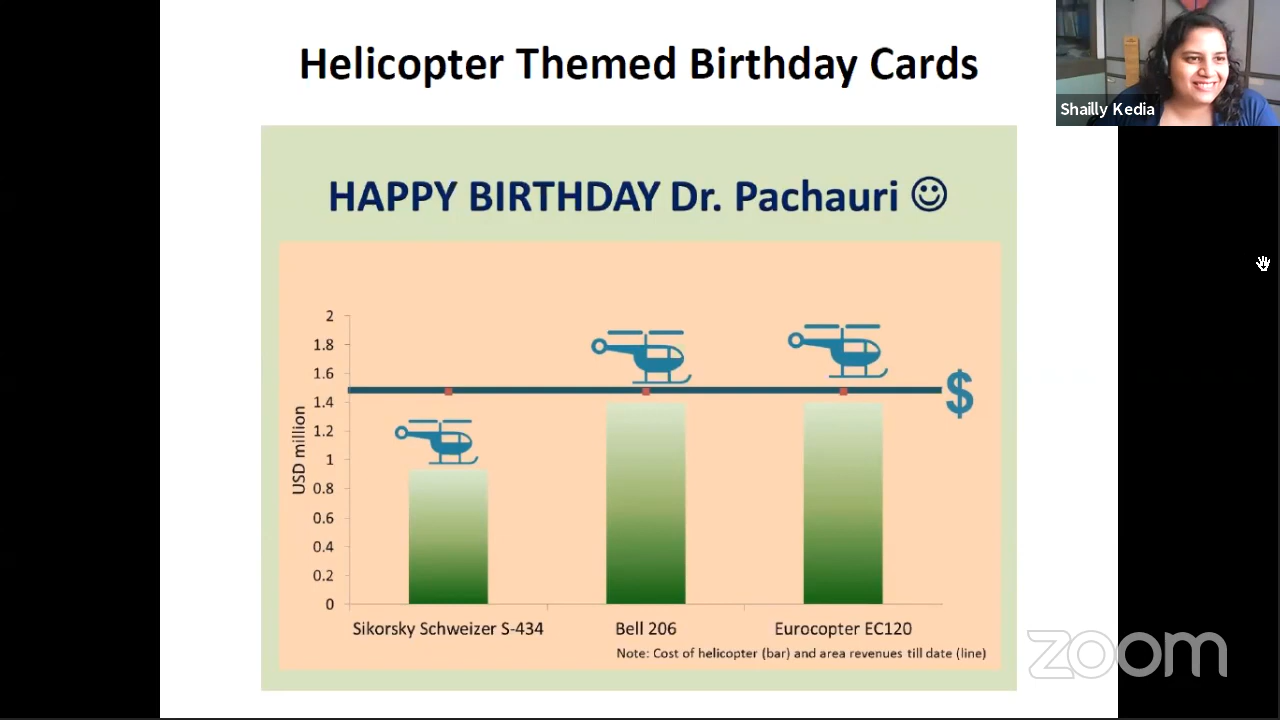 Helicopter Themed Birthday Cards
Shailly Kedia
HAPPY BIRTHDAY Dr. Pachauri ☺
2
1.8
1.6
1.4
1.2
1
0.8
0.6
0.4
0.2
0
USD million
$
Sikorsky Schweizer S-434
Bell 206
Eurocopter EC120
Note: Cost of helicopter (bar) and area revenues till date (line)
zoom